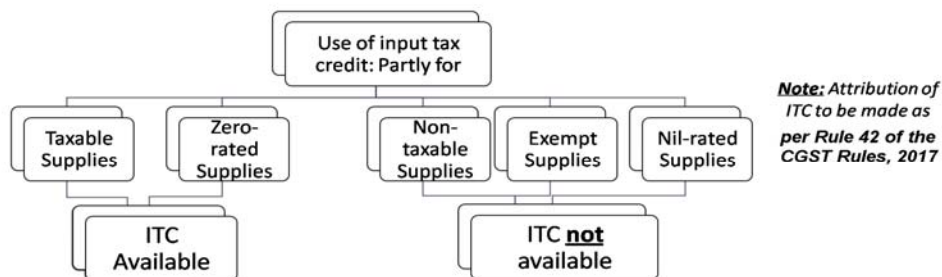 Use of input tax
credit: Partly for
Taxable
Supplies
Zero-
rated
Supplies
Non-
taxable
Supplies
Exempt
Supplies
Nil-rated
Supplies
Note: Attribution of
ITC to be made as
per Rule 42 of the
CGST Rules, 2017
ITC
Available
ITC not
available